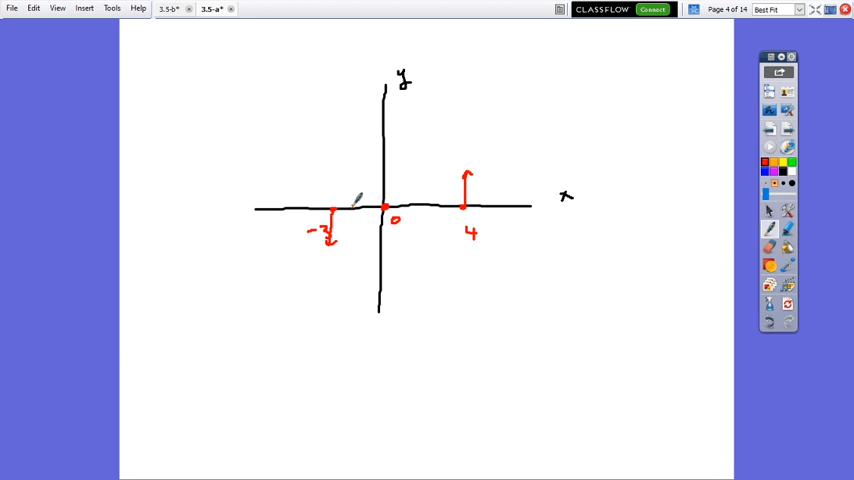 File Edit View Insert Tools Help 3.5-b* 3.5-a* CLASSFLOW Connect Page 4 of 14 Best Fit
y
x
0
-3
4